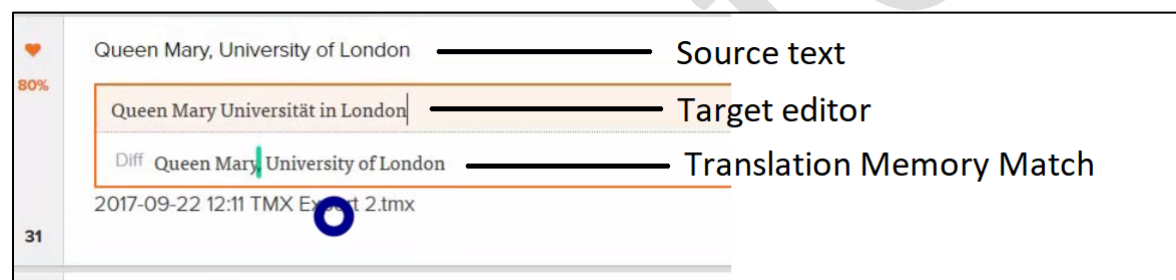 Queen Mary, University of London Source text
80%
Queen Mary Universität in London Target editor
Diff Queen Mary, University of London Translation Memory Match
2017-09-22 12:11 TMX Export 2.tmx
31